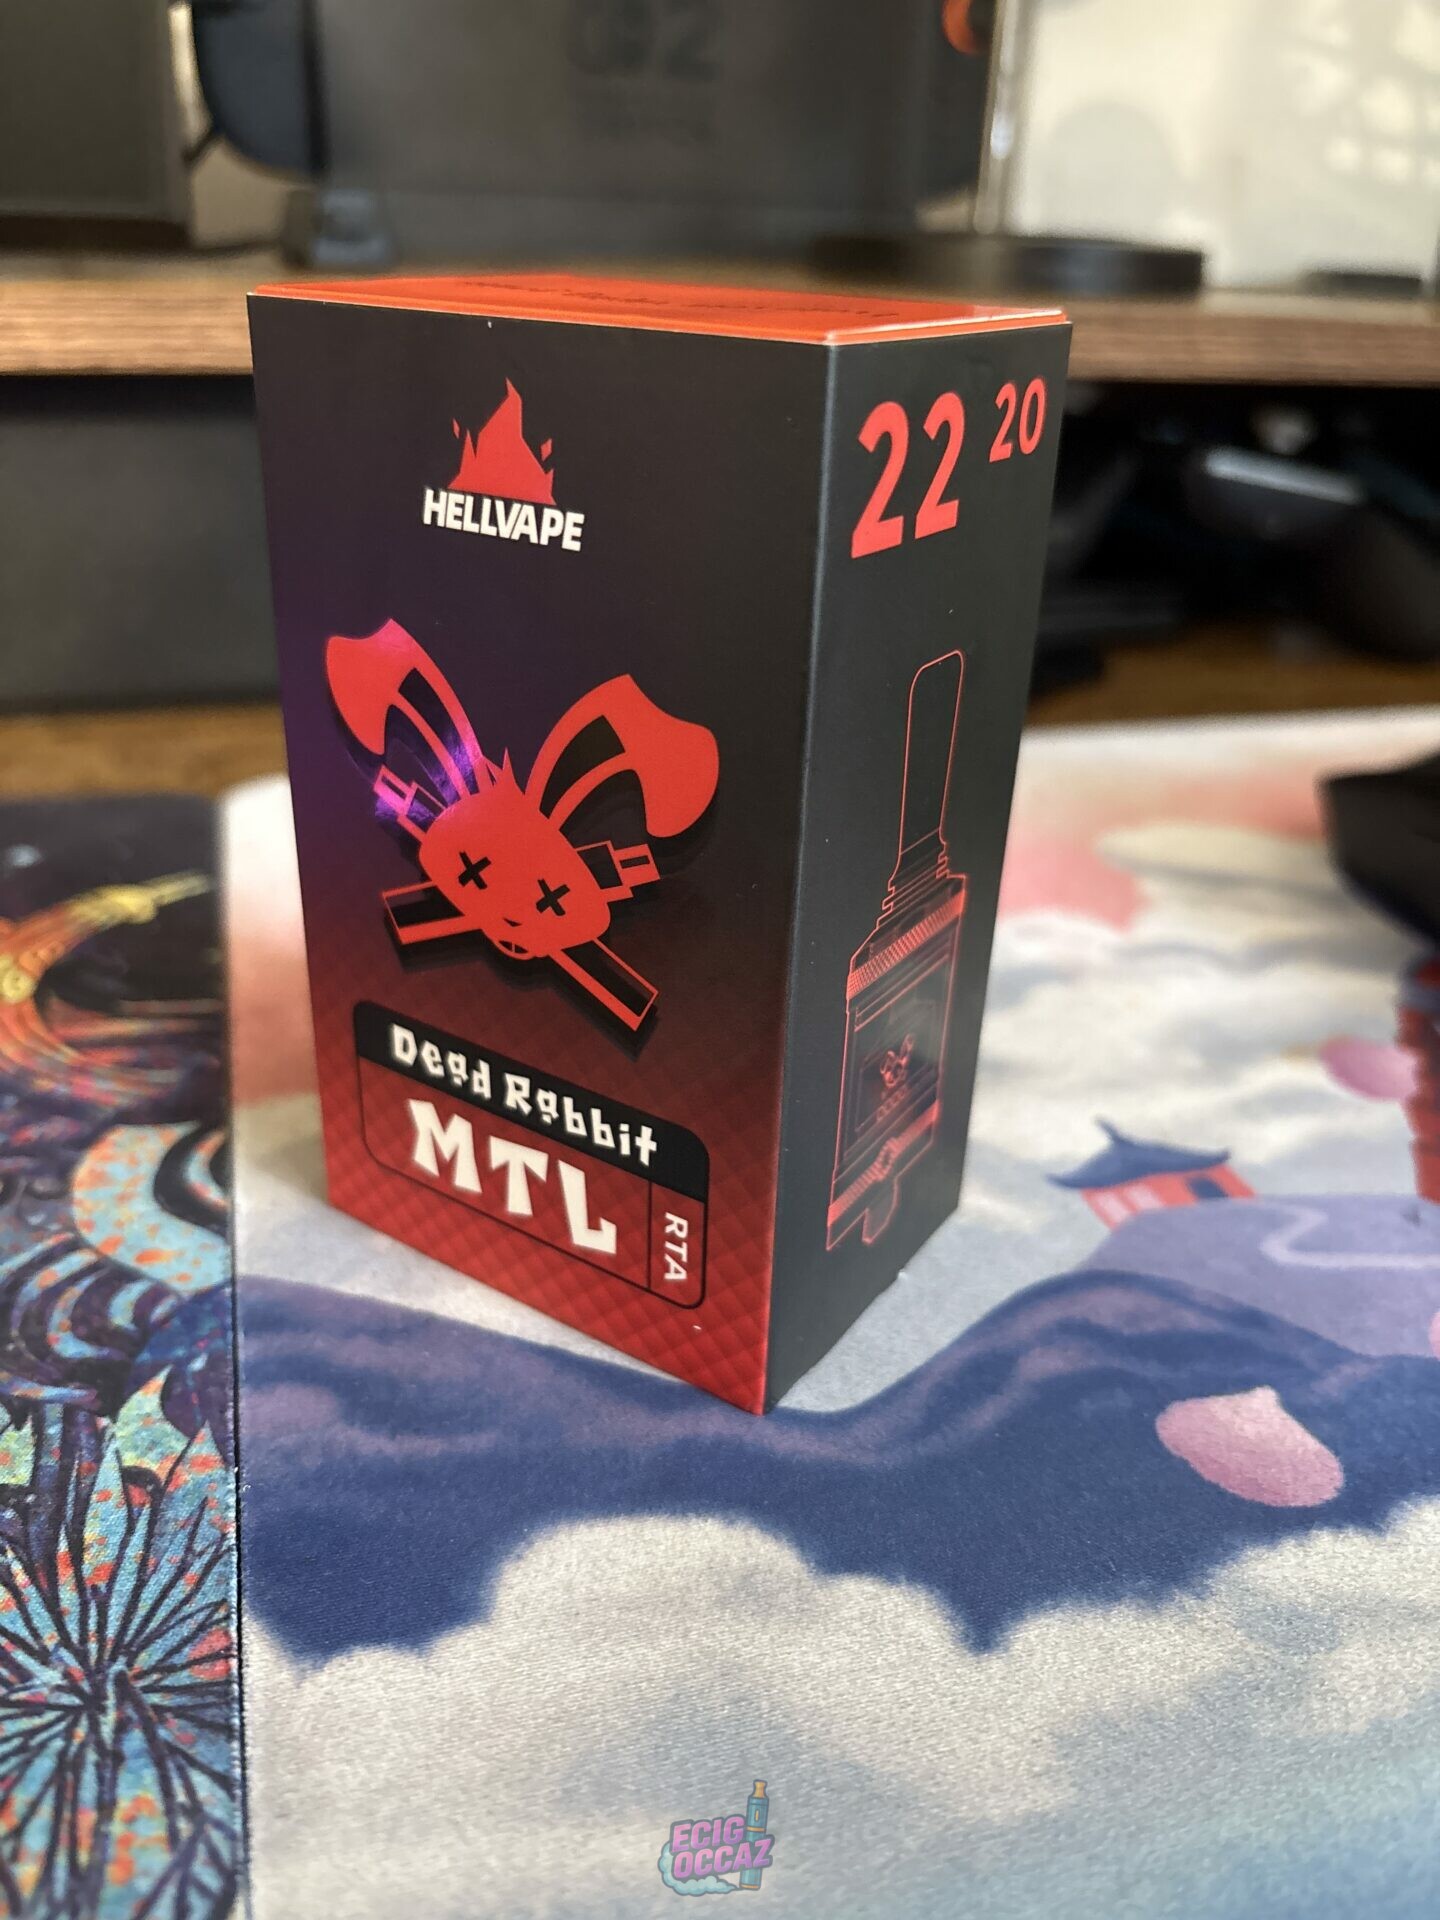 HELLVAPE
Dead Rabbit
MTL
RTA
22 20
ECIG
OCCAZ